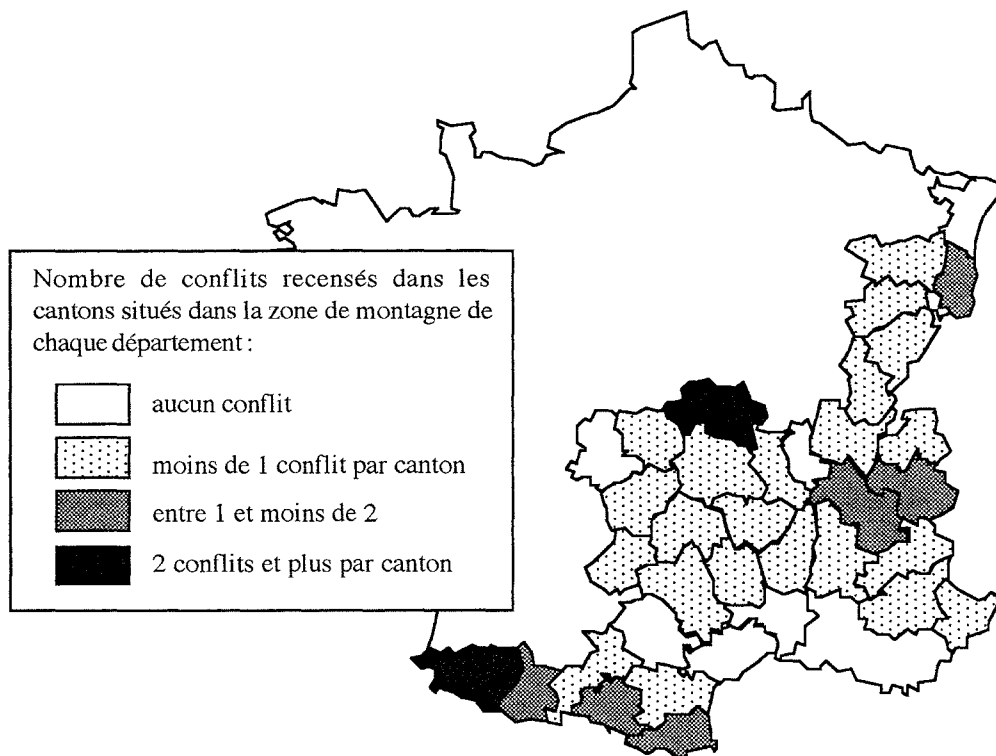 Nombre de conflits recensés dans les
cantons situés dans la zone de montagne de
chaque département :
aucun conflit
moins de 1 conflit par canton
entre 1 et moins de 2
2 conflits et plus par canton